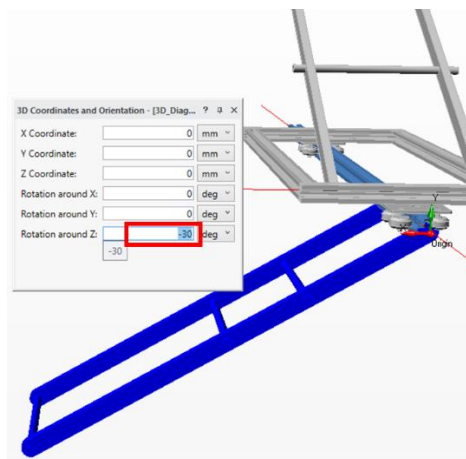 3D Coordinates and Orientation - [3D_Diag...
X Coordinate: 0 mm
Y Coordinate: 0 mm
Z Coordinate: 0 mm
Rotation around X: 0 deg
Rotation around Y: 0 deg
Rotation around Z: -30 deg
-30
Y
Origin